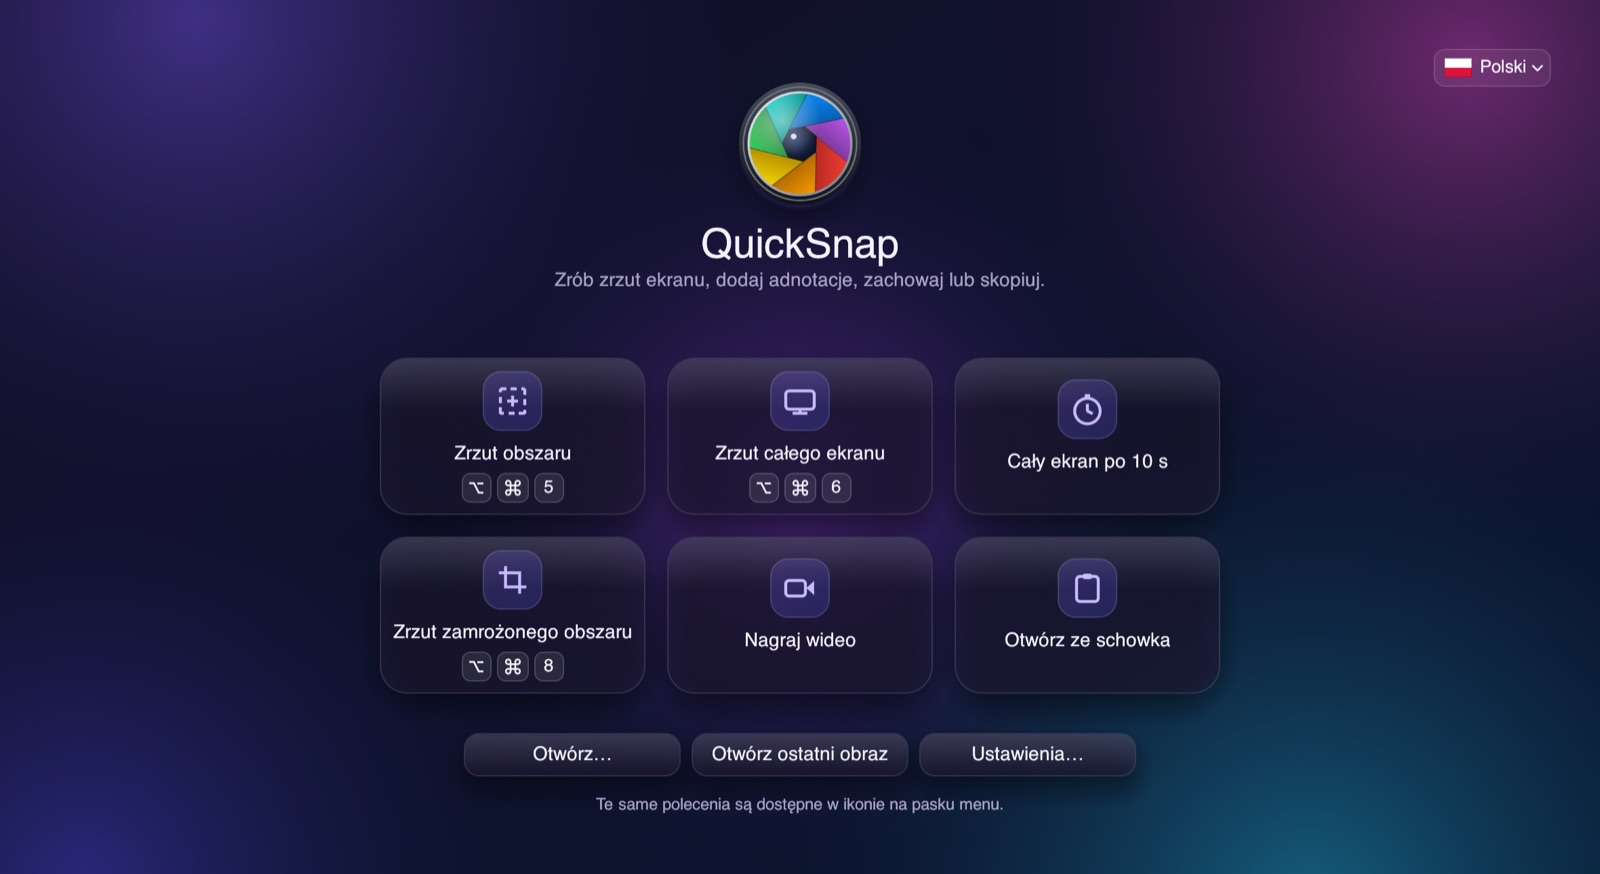 Polski
QuickSnap
Zrób zrzut ekranu, dodaj adnotacje, zachowaj lub skopiuj.
Zrzut obszaru
⌥ ⌘ 5
Zrzut całego ekranu
⌥ ⌘ 6
Cały ekran po 10 s
Zrzut zamrożonego obszaru
⌥ ⌘ 8
Nagraj wideo
Otwórz ze schowka
Otwórz…
Otwórz ostatni obraz
Ustawienia…
Te same polecenia są dostępne w ikonie na pasku menu.